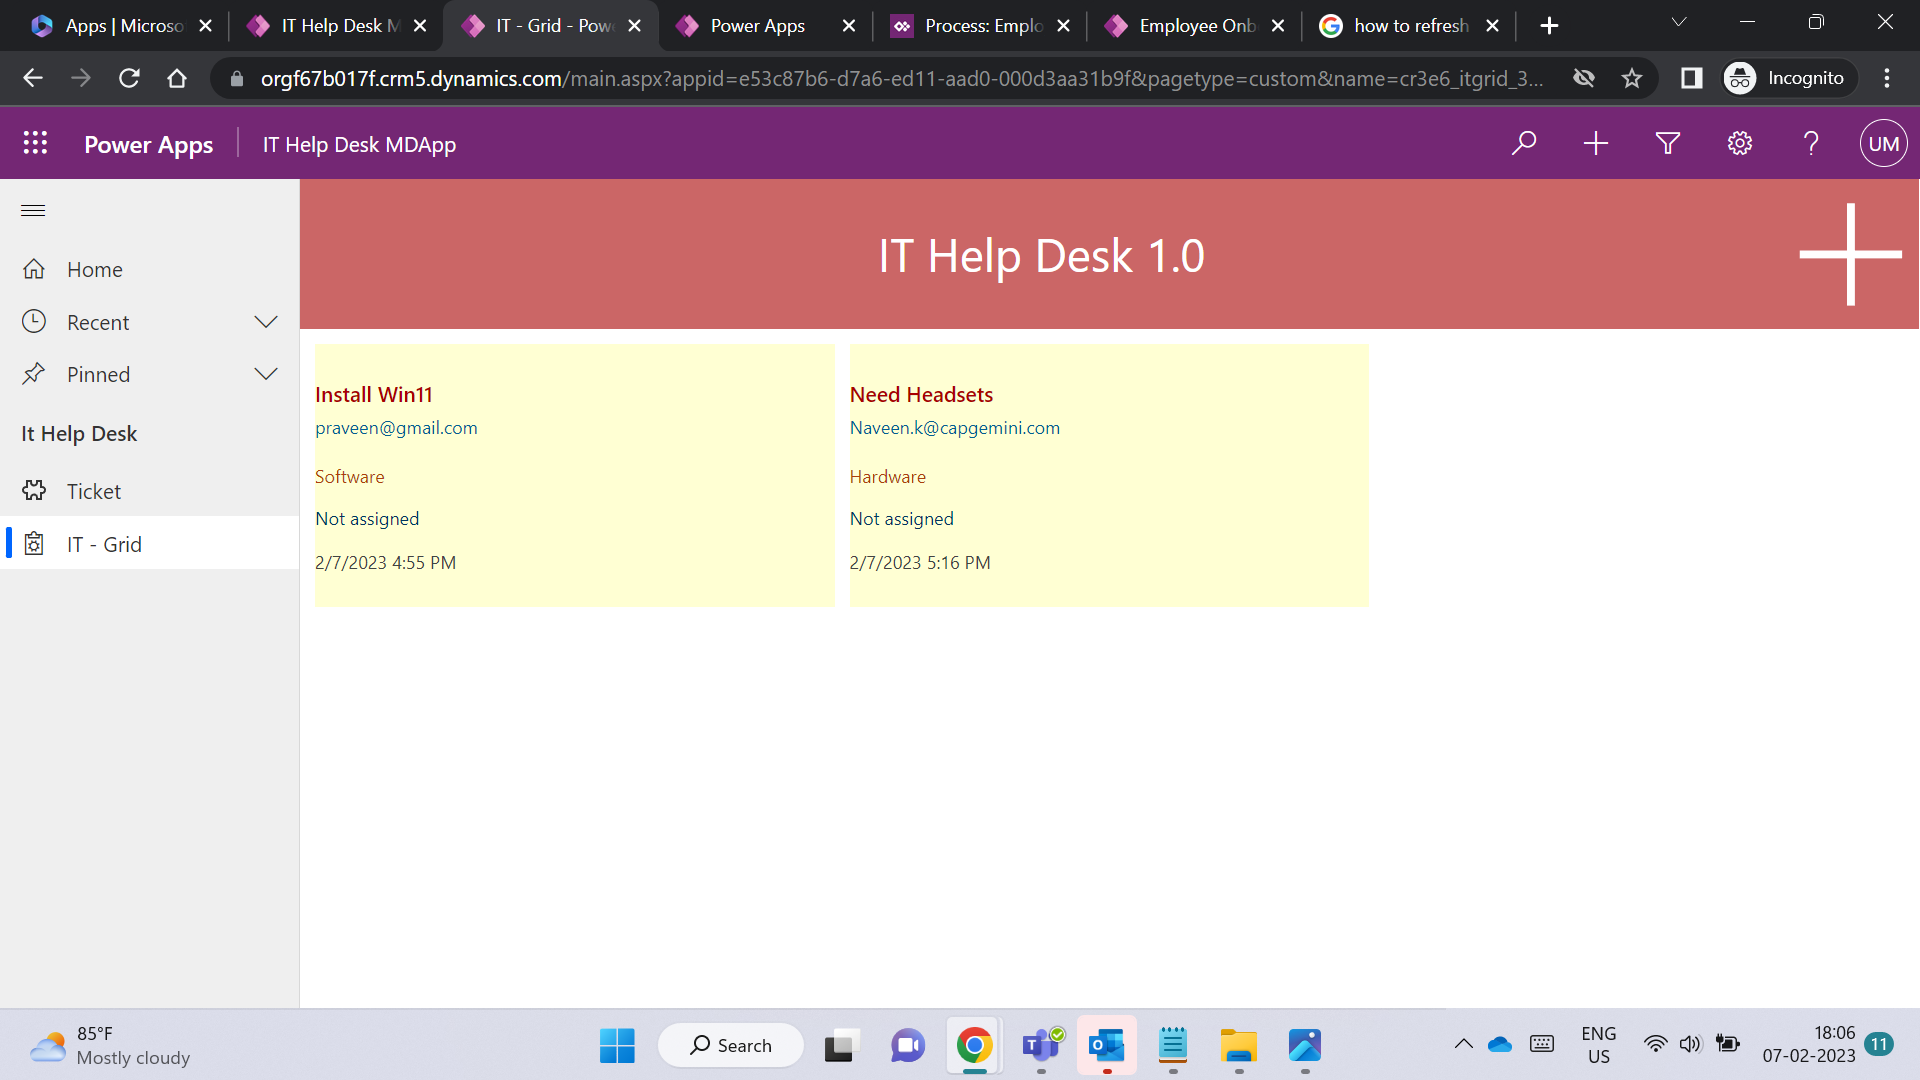 Apps | Microso
IT Help Desk M
IT - Grid - Pow
Power Apps
Process: Emplo
Employee Onb
how to refresh
orgf67b017f.crm5.dynamics.com/main.aspx?appid=e53c87b6-d7a6-ed11-aad0-000d3aa31b9f&pagetype=custom&name=cr3e6_itgrid_3...
Incognito
Power Apps
IT Help Desk MDApp
UM
Home
Recent
Pinned
It Help Desk
Ticket
IT - Grid
IT Help Desk 1.0
Install Win11
praveen@gmail.com
Software
Not assigned
2/7/2023 4:55 PM
Need Headsets
Naveen.k@capgemini.com
Hardware
Not assigned
2/7/2023 5:16 PM
85°F
Mostly cloudy
Search
ENG
US
18:06
07-02-2023
11